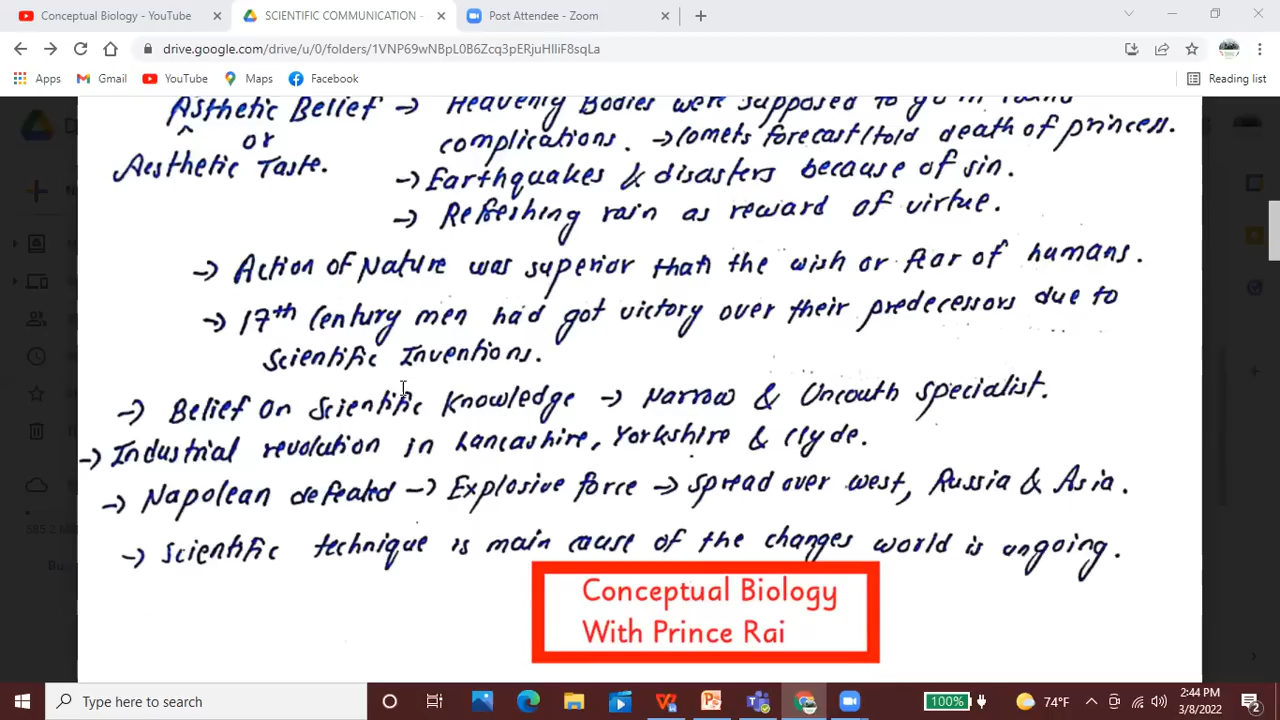 Conceptual Biology - YouTube
SCIENTIFIC COMMUNICATION -
Post Attendee - Zoom
drive.google.com/drive/u/0/folders/1VNP69wNBpL0B6Zcq3pERjuHlliF8sqLa
Apps Gmail YouTube Maps Facebook Reading list
Asthetic Belief → Heavenly Bodies were supposed to go in round
or complications. → Comets forecast/told death of princess.
Aesthetic Taste. → Earthquakes & disasters because of sin.
→ Refreshing rain as reward of virtue.
→ Action of Nature was superior than the wish or fear of humans.
→ 17th Century men had got victory over their predecessors due to
Scientific Inventions.
→ Belief on Scientific Knowledge → Narrow & Uncouth Specialist.
→ Industrial revolution in Lancashire, Yorkshire & Clyde.
→ Napolean defeated → Explosive force → spread over west, Russia & Asia.
→ Scientific technique is main cause of the changes world is ongoing.
Conceptual Biology
With Prince Rai
Type here to search
100%
74°F
2:44 PM
3/8/2022
2